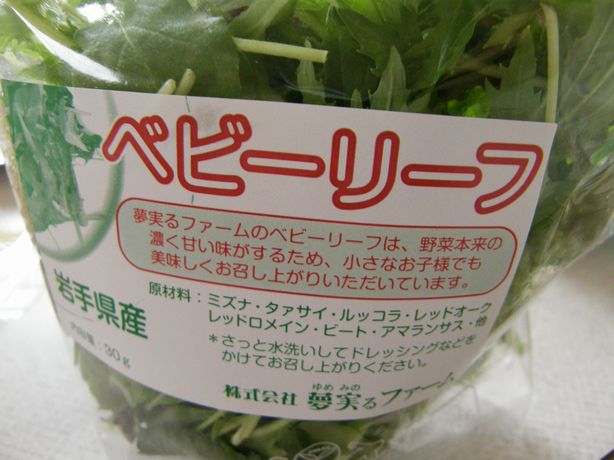 ベビーリーフ
夢実るファームのベビーリーフは、野菜本来の
濃く甘い味がするため、小さなお子様でも
美味しくお召し上がりいただいています。
岩手県産
内容量：30g
原材料：ミズナ・タァサイ・ルッコラ・レッドオーク
レッドロメイン・ビート・アマランサス・他
＊さっと水洗いしてドレッシングなどを
かけてお召し上がりください。
ゆめ みの
株式会社 夢実るファーム